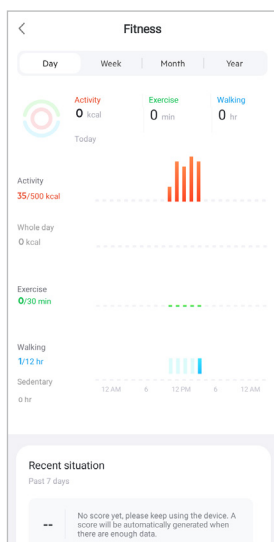 Fitness
Day Week Month Year
Activity Exercise Walking
0 kcal 0 min 0 hr
Today
Activity
35/500 kcal
Whole day
0 kcal
Exercise
0/30 min
Walking
1/12 hr
Sedentary
0 hr
12 AM 6 12 PM 6 12 AM
Recent situation
Past 7 days
--
No score yet, please keep using the device. A
score will be automatically generated when
there are enough data.